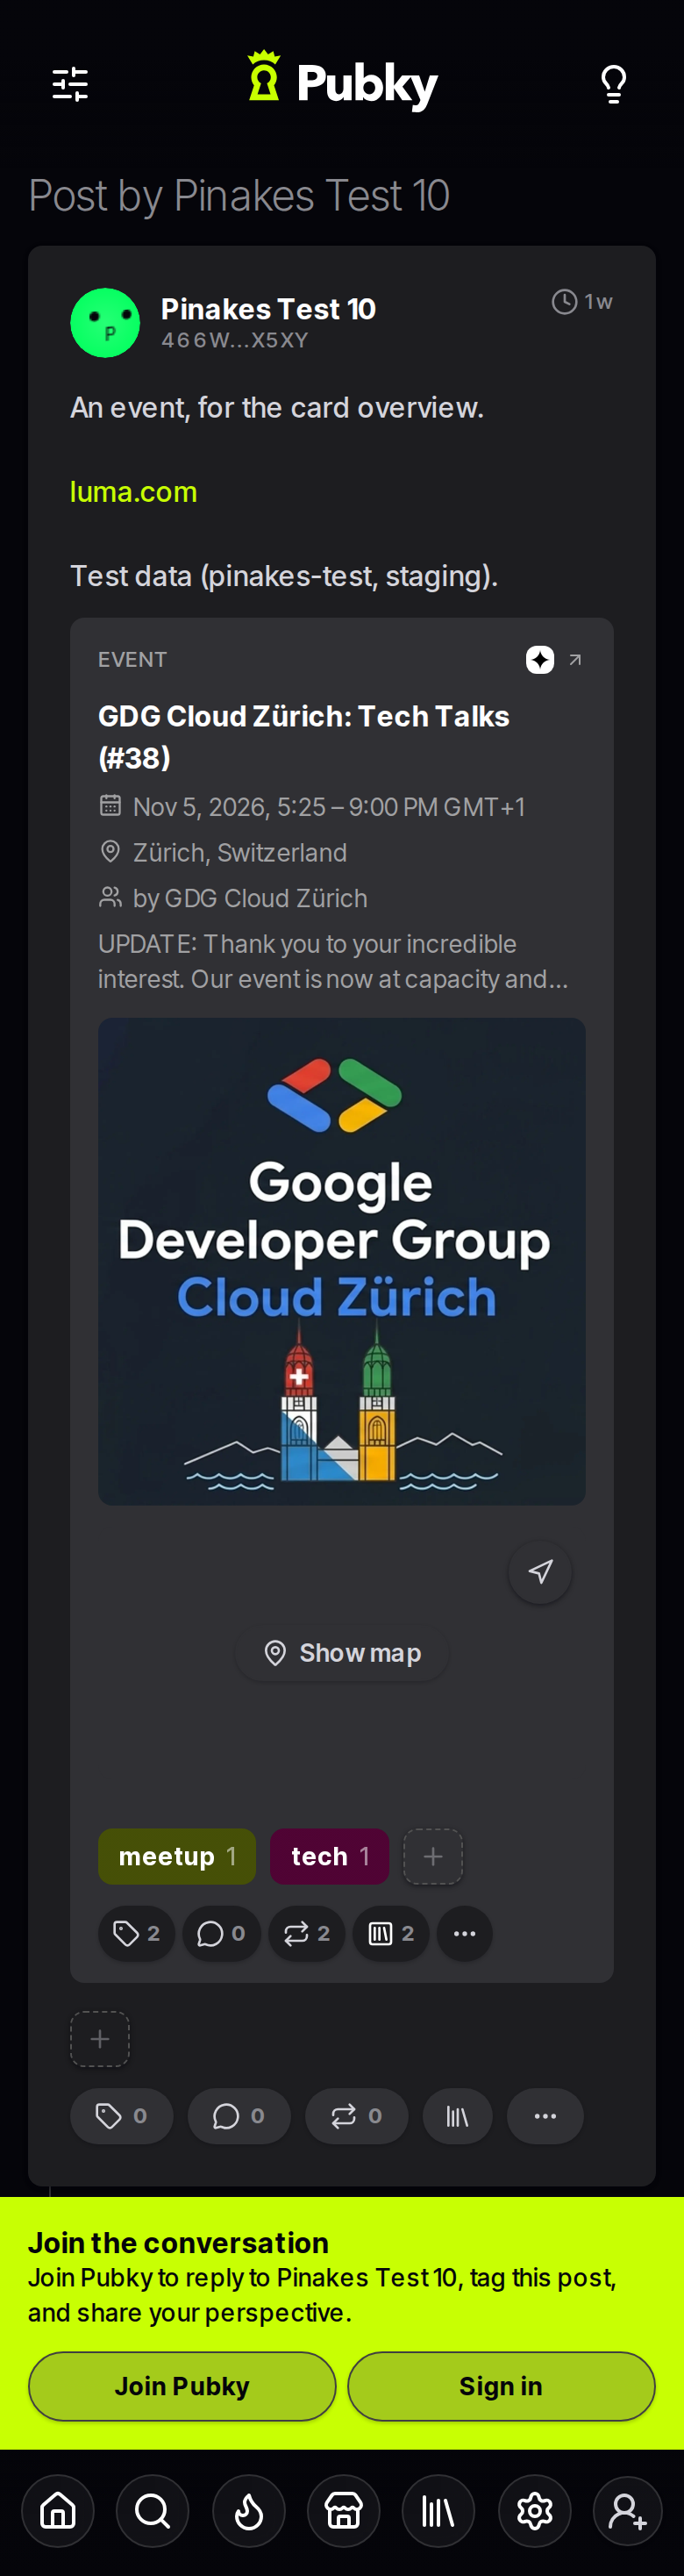 Pubky
Post by Pinakes Test 10
Pinakes Test 10
1w
466W...X5XY
An event, for the card overview.
luma.com
Test data (pinakes-test, staging).
EVENT
GDG Cloud Zürich: Tech Talks
(#38)
Nov 5, 2026, 5:25 – 9:00 PM GMT+1
Zürich, Switzerland
by GDG Cloud Zürich
UPDATE: Thank you to your incredible
interest. Our event is now at capacity and...
Google
Developer Group
Cloud Zürich
Show map
meetup 1
tech 1
2 0 2 2
0 0 0
Join the conversation
Join Pubky to reply to Pinakes Test 10, tag this post,
and share your perspective.
Join Pubky
Sign in